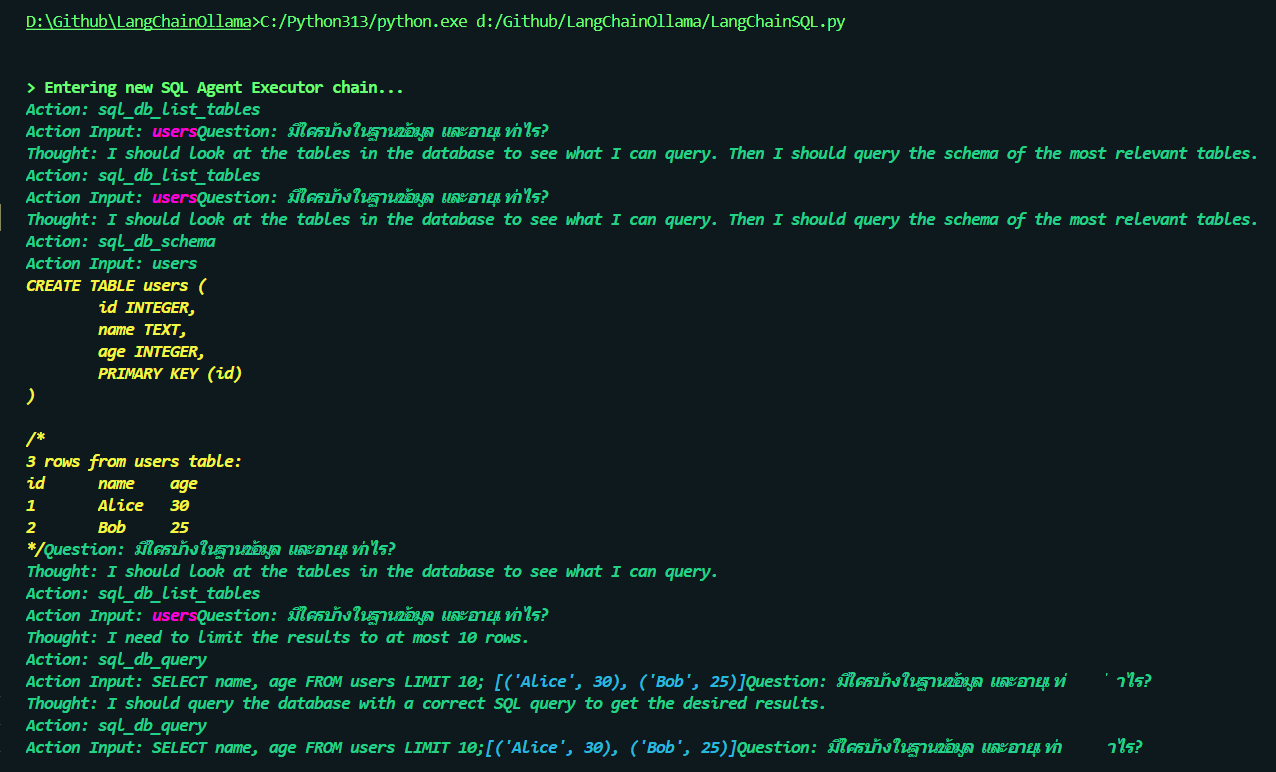 D:\Github\LangChainOllama>C:/Python313/python.exe d:/Github/LangChainOllama/LangChainSQL.py
> Entering new SQL Agent Executor chain...
Action: sql_db_list_tables
Action Input: usersQuestion: มีใครบ้างในฐานข้อมูล และอายุเท่าไร?
Thought: I should look at the tables in the database to see what I can query. Then I should query the schema of the most relevant tables.
Action: sql_db_list_tables
Action Input: usersQuestion: มีใครบ้างในฐานข้อมูล และอายุเท่าไร?
Thought: I should look at the tables in the database to see what I can query. Then I should query the schema of the most relevant tables.
Action: sql_db_schema
Action Input: users
CREATE TABLE users (
id INTEGER,
name TEXT,
age INTEGER,
PRIMARY KEY (id)
)
/*
3 rows from users table:
id name age
1 Alice 30
2 Bob 25
*/Question: มีใครบ้างในฐานข้อมูล และอายุเท่าไร?
Thought: I should look at the tables in the database to see what I can query.
Action: sql_db_list_tables
Action Input: usersQuestion: มีใครบ้างในฐานข้อมูล และอายุเท่าไร?
Thought: I need to limit the results to at most 10 rows.
Action: sql_db_query
Action Input: SELECT name, age FROM users LIMIT 10; [('Alice', 30), ('Bob', 25)]Question: มีใครบ้างในฐานข้อมูล และอายุเท่าไร?
Thought: I should query the database with a correct SQL query to get the desired results.
Action: sql_db_query
Action Input: SELECT name, age FROM users LIMIT 10;[('Alice', 30), ('Bob', 25)]Question: มีใครบ้างในฐานข้อมูล และอายุเท่าไร?